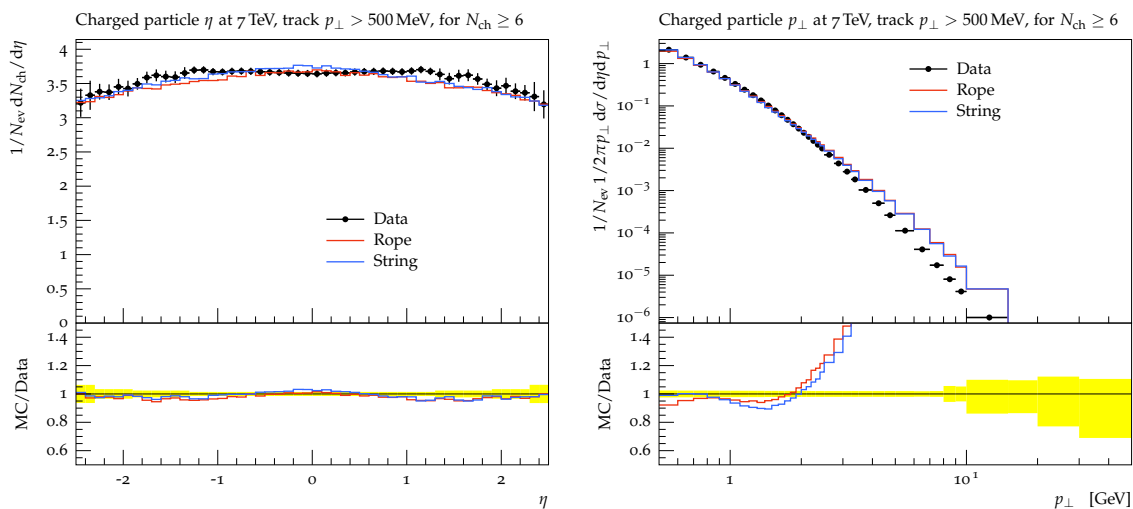 Charged particle η at 7 TeV, track p⊥ > 500 MeV, for Nch ≥ 6
4
3.5
3
2.5
2
1.5
1
0.5
0
1/Nev dNch/dη
Data
Rope
String
1.4
1.2
1
0.8
0.6
MC/Data
-2
-1
0
1
2
η
Charged particle p⊥ at 7 TeV, track p⊥ > 500 MeV, for Nch ≥ 6
1
10−1
10−2
10−3
10−4
10−5
10−6
1/Nev 1/2πp⊥ dσ/dηdp⊥
Data
Rope
String
1.4
1.2
1
0.8
0.6
MC/Data
1
10 1
p⊥ [GeV]